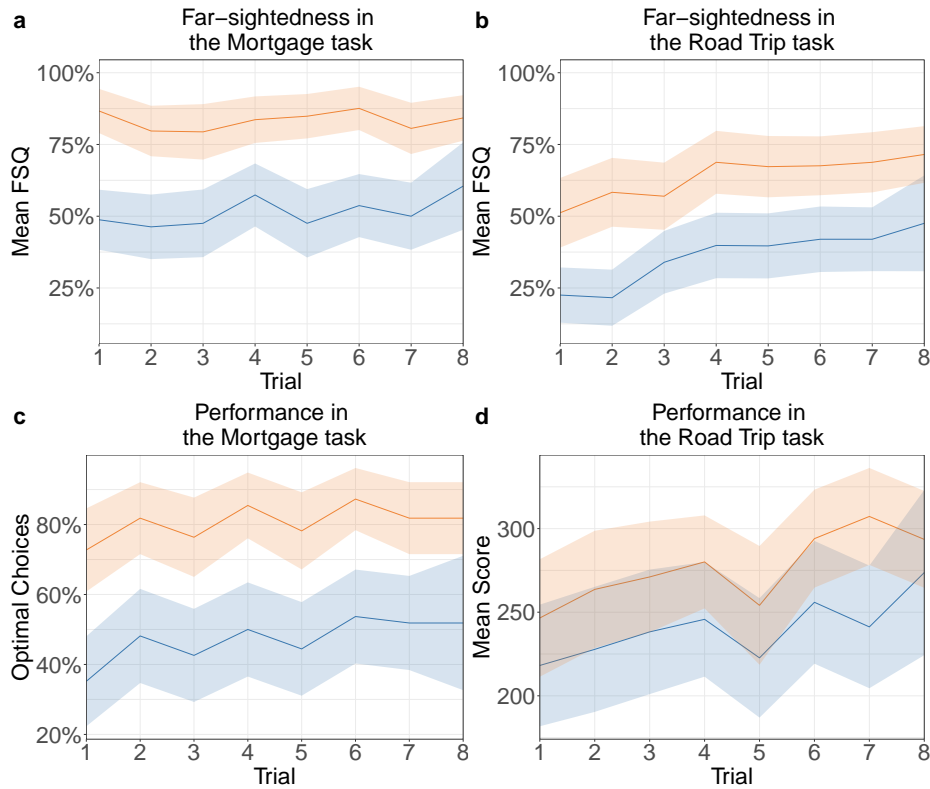 a
Far−sightedness in
the Mortgage task
100%
75%
50%
25%
Mean FSQ
1 2 3 4 5 6 7 8
Trial
b
Far−sightedness in
the Road Trip task
100%
75%
50%
25%
Mean FSQ
1 2 3 4 5 6 7 8
Trial
c
Performance in
the Mortgage task
80%
60%
40%
20%
Optimal Choices
1 2 3 4 5 6 7 8
Trial
d
Performance in
the Road Trip task
300
250
200
Mean Score
1 2 3 4 5 6 7 8
Trial